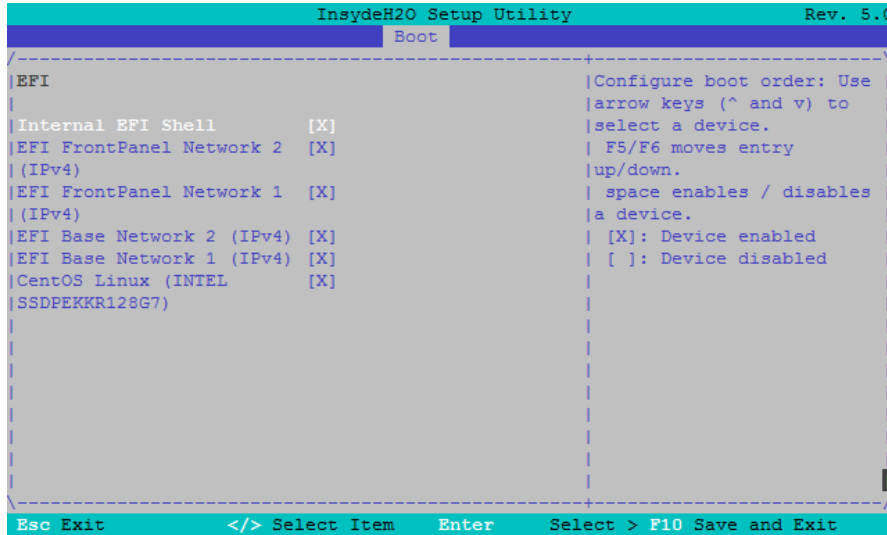 InsydeH2O Setup Utility Rev. 5.0
Boot
EFI
Internal EFI Shell [X]
EFI FrontPanel Network 2 [X]
(IPv4)
EFI FrontPanel Network 1 [X]
(IPv4)
EFI Base Network 2 (IPv4) [X]
EFI Base Network 1 (IPv4) [X]
CentOS Linux (INTEL [X]
SSDPEKKR128G7)
Configure boot order: Use
arrow keys (^ and v) to
select a device.
F5/F6 moves entry
up/down.
space enables / disables
a device.
[X]: Device enabled
[ ]: Device disabled
Esc Exit </> Select Item Enter Select > F10 Save and Exit